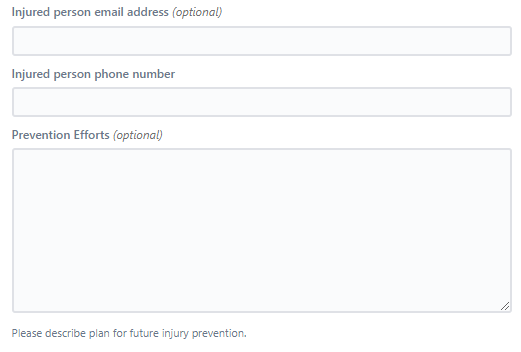 Injured person email address (optional)
Injured person phone number
Prevention Efforts (optional)
Please describe plan for future injury prevention.